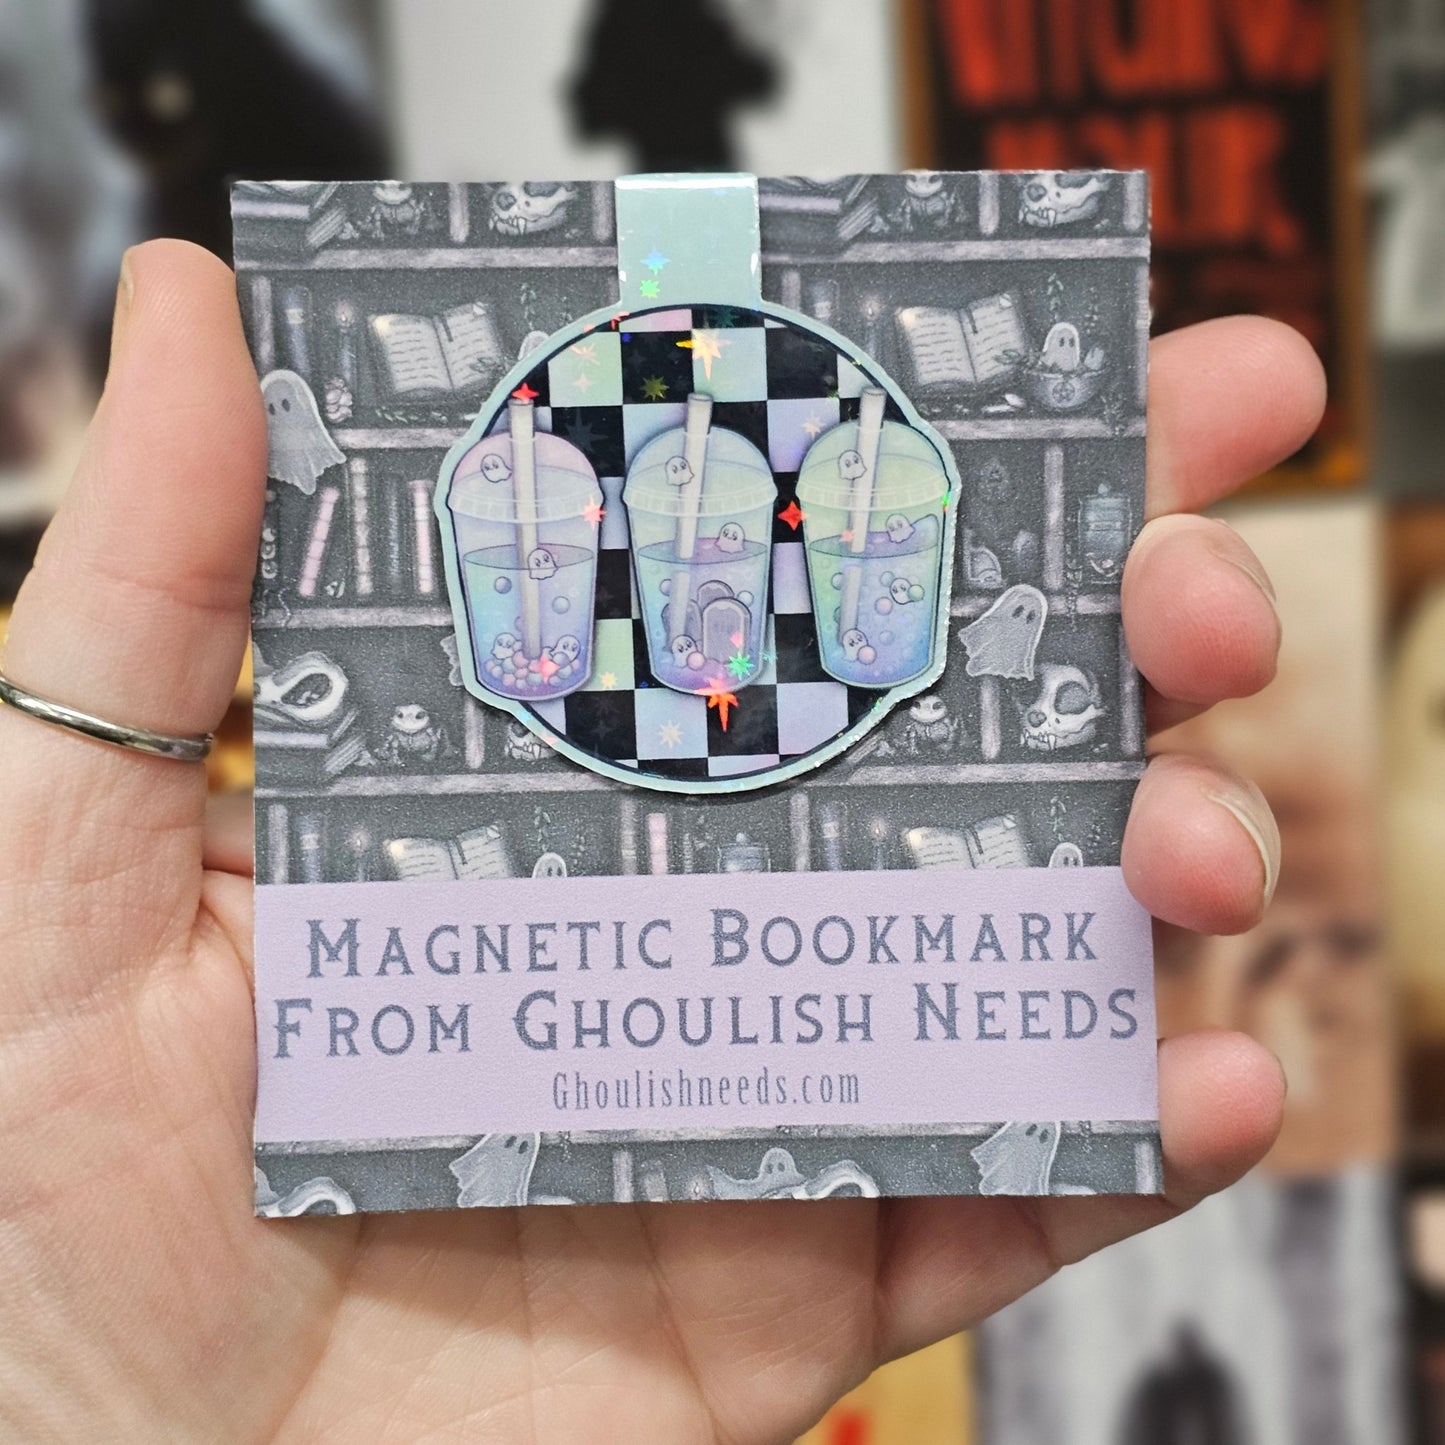 Magnetic Bookmark
From Ghoulish Needs
Ghoulishneeds.com